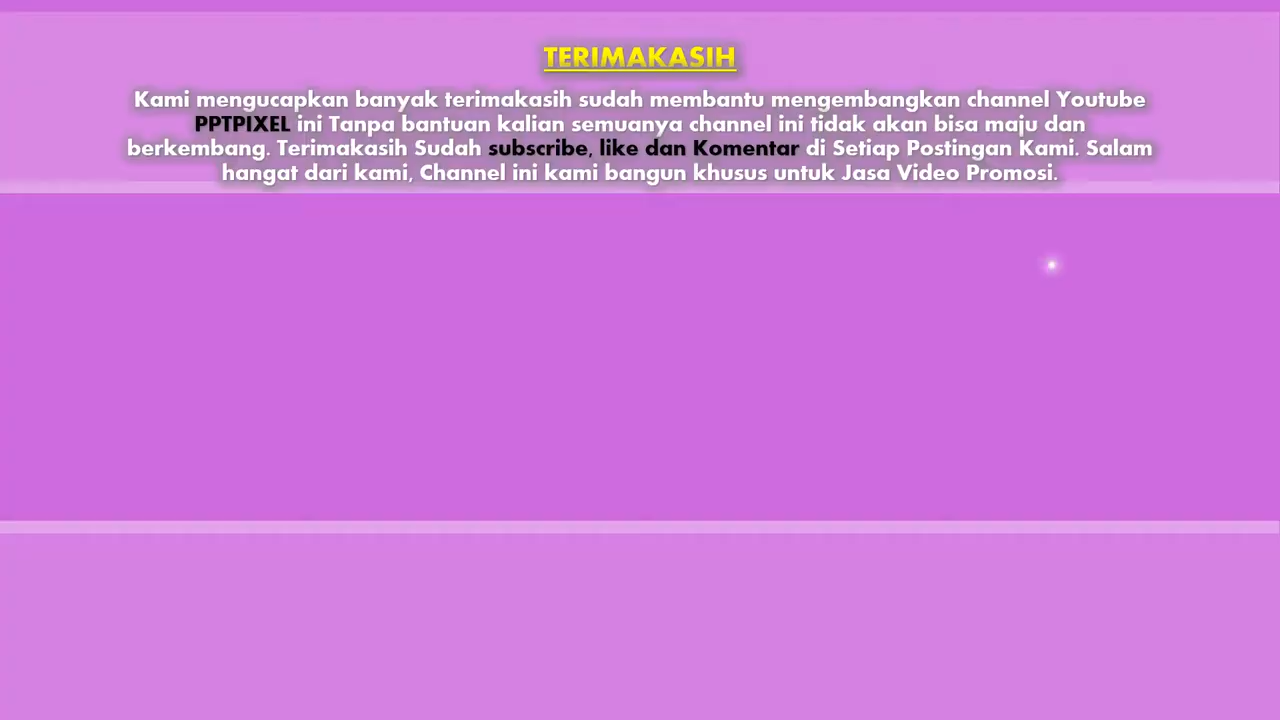 TERIMAKASIH
Kami mengucapkan banyak terimakasih sudah membantu mengembangkan channel Youtube
PPTPIXEL ini Tanpa bantuan kalian semuanya channel ini tidak akan bisa maju dan
berkembang. Terimakasih Sudah subscribe, like dan Komentar di Setiap Postingan Kami. Salam
hangat dari kami, Channel ini kami bangun khusus untuk Jasa Video Promosi.